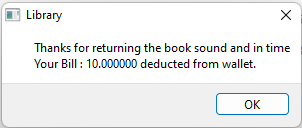 Library
Thanks for returning the book sound and in time
Your Bill : 10.000000 deducted from wallet.
OK